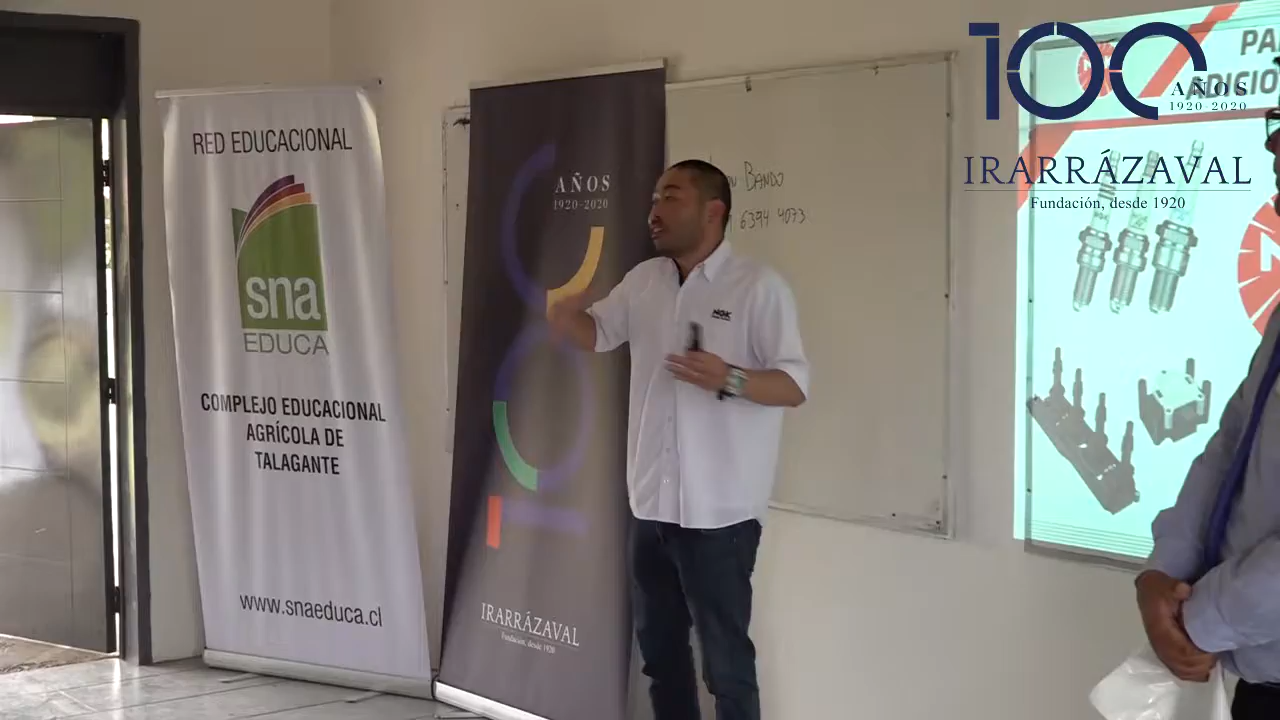 RED EDUCACIONAL
sna
EDUCA
COMPLEJO EDUCACIONAL
AGRÍCOLA DE
TALAGANTE
www.snaeduca.cl
AÑOS
1920-2020
IRARRÁZAVAL
Fundación, desde 1920
BANDO
6394 4073
NGK
100
AÑOS
1920-2020
IRARRÁZAVAL
Fundación, desde 1920